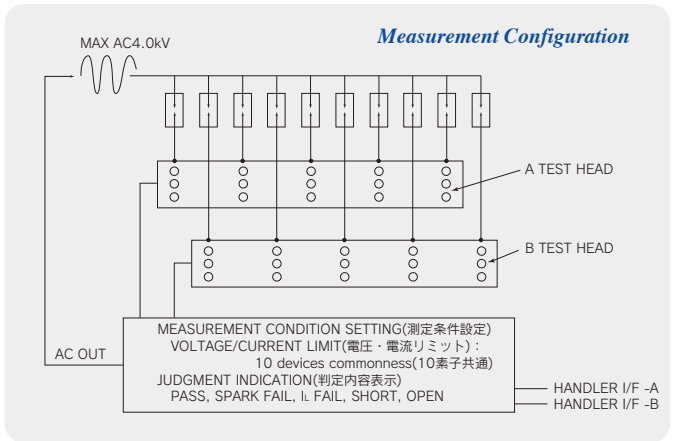 Measurement Configuration
MAX AC4.0kV
A TEST HEAD
B TEST HEAD
MEASUREMENT CONDITION SETTING(測定条件設定)
VOLTAGE/CURRENT LIMIT(電圧・電流リミット)：
10 devices commonness(10素子共通)
JUDGMENT INDICATION(判定内容表示)
PASS, SPARK FAIL, IL FAIL, SHORT, OPEN
AC OUT
HANDLER I/F -A
HANDLER I/F -B